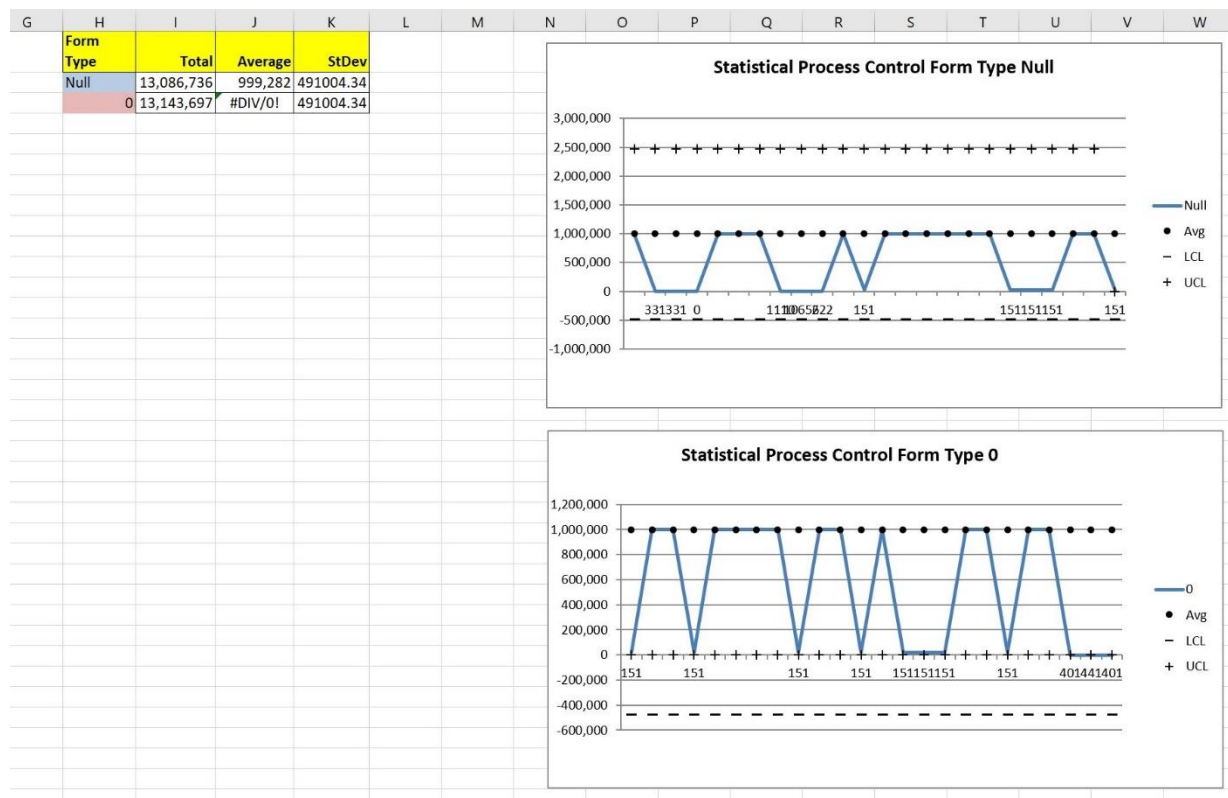 G H I J K L M N O P Q R S T U V W
Form
Type Total Average StDev
Null 13,086,736 999,282 491004.34
0 13,143,697 #DIV/0! 491004.34
Statistical Process Control Form Type Null
3,000,000
2,500,000
2,000,000
1,500,000
1,000,000
500,000
0
-500,000
-1,000,000
331331 0 151 151151151 151
Null
Avg
LCL
UCL
Statistical Process Control Form Type 0
1,200,000
1,000,000
800,000
600,000
400,000
200,000
0
-200,000
-400,000
-600,000
151 151 151 151 151151151 151 401441401
0
Avg
LCL
UCL